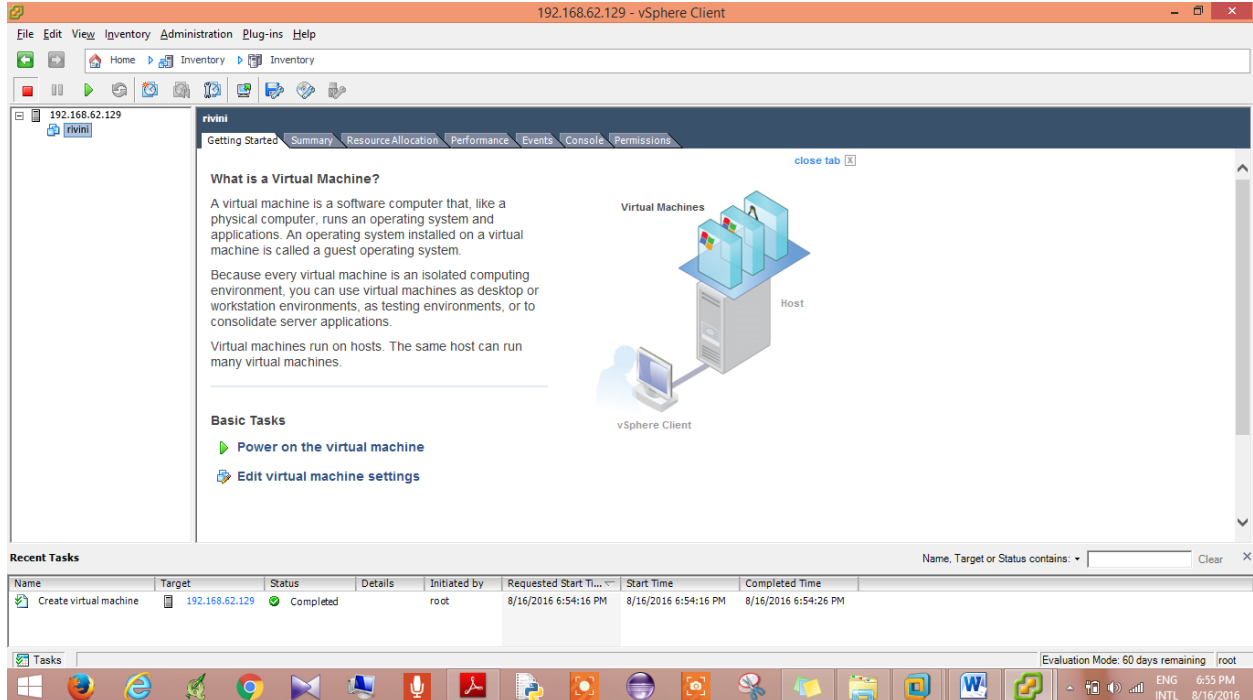 192.168.62.129 - vSphere Client
File Edit View Inventory Administration Plug-ins Help
Home Inventory Inventory
192.168.62.129
rivini
rivini
Getting Started Summary Resource Allocation Performance Events Console Permissions
close tab X
What is a Virtual Machine?
A virtual machine is a software computer that, like a
physical computer, runs an operating system and
applications. An operating system installed on a virtual
machine is called a guest operating system.
Because every virtual machine is an isolated computing
environment, you can use virtual machines as desktop or
workstation environments, as testing environments, or to
consolidate server applications.
Virtual machines run on hosts. The same host can run
many virtual machines.
Virtual Machines
Host
vSphere Client
Basic Tasks
Power on the virtual machine
Edit virtual machine settings
Recent Tasks
Name, Target or Status contains:
Clear
Name Target Status Details Initiated by Requested Start Ti... Start Time Completed Time
Create virtual machine 192.168.62.129 Completed root 8/16/2016 6:54:16 PM 8/16/2016 6:54:16 PM 8/16/2016 6:54:26 PM
Tasks
Evaluation Mode: 60 days remaining root
ENG 6:55 PM
INTL 8/16/2016